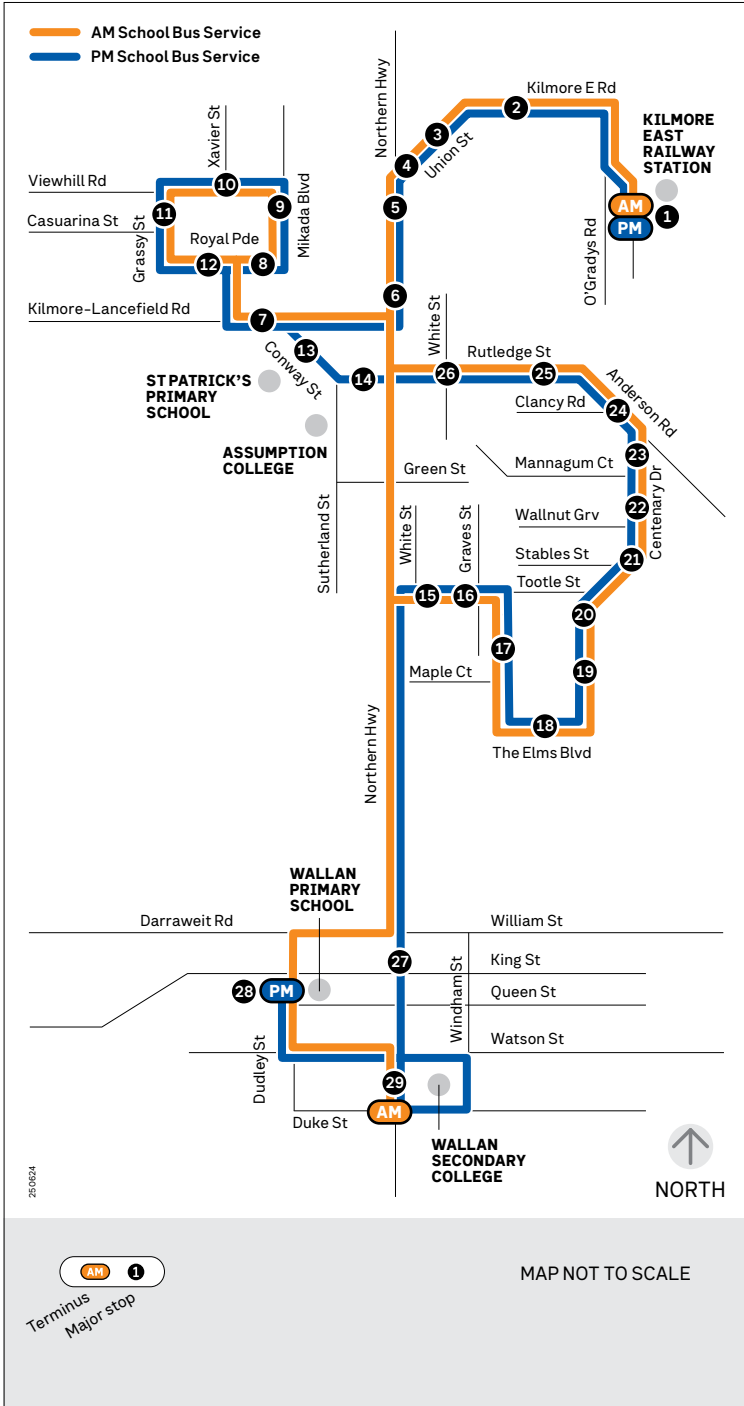 AM School Bus Service
PM School Bus Service
Northern Hwy
Kilmore E Rd
2
3
4
Union St
KILMORE
EAST
RAILWAY
STATION
AM
PM
1
O'Gradys Rd
Xavier St
Viewhill Rd
10
Mikada Blvd
11
9
5
Casuarina St
Grassy St
Royal Pde
12
8
6
Kilmore-Lancefield Rd
7
White St
Rutledge St
13
Conway St
14
26
25
Anderson Rd
ST PATRICK'S
PRIMARY
SCHOOL
Clancy Rd
24
ASSUMPTION
COLLEGE
Green St
Mannagum Ct
23
Centenary Dr
Sutherland St
Wallnut Grv
22
White St
Graves St
Stables St
21
Tootle St
15
16
20
17
Maple Ct
19
18
The Elms Blvd
Northern Hwy
WALLAN
PRIMARY
SCHOOL
Darraweit Rd
William St
27
Windham St
King St
28
PM
Queen St
Dudley St
Watson St
29
AM
Duke St
WALLAN
SECONDARY
COLLEGE
250624
NORTH
AM
1
Terminus
Major stop
MAP NOT TO SCALE